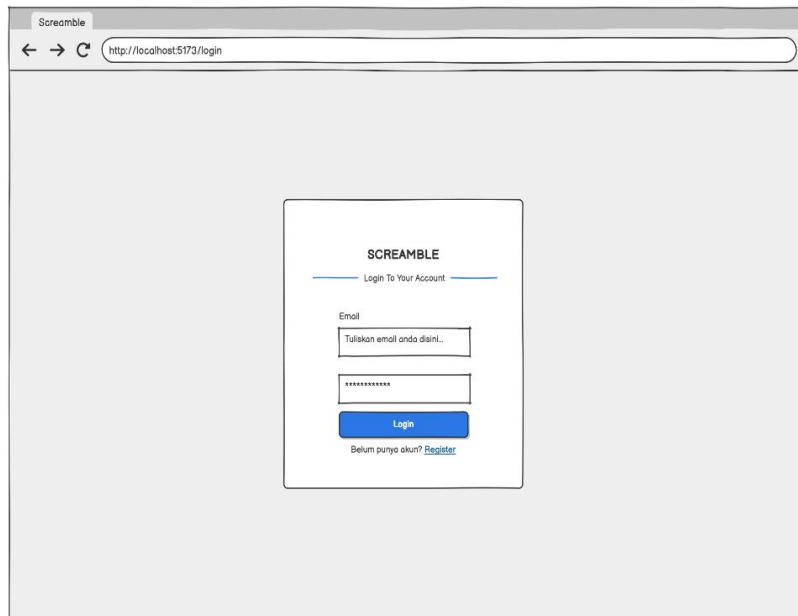 Screamble
http://localhost:5173/login
SCREAMBLE
Login To Your Account
Email
Tuliskan email anda disini...
************
Login
Belum punya akun? Register